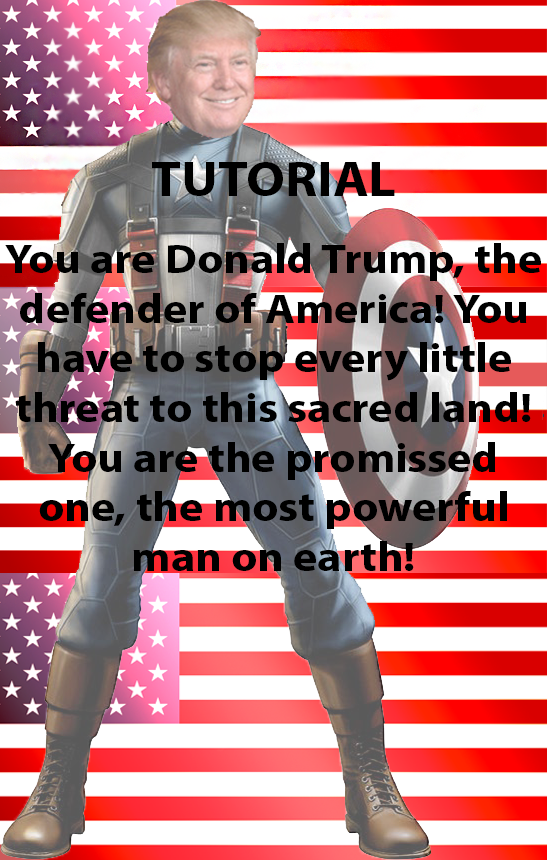 TUTORIAL
You are Donald Trump, the
defender of America! You
have to stop every little
threat to this sacred land!
You are the promissed
one, the most powerful
man on earth!